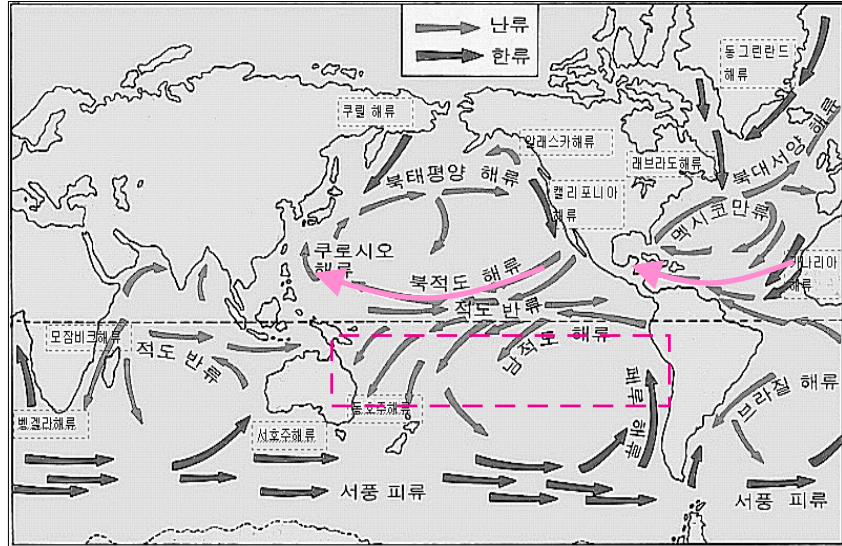 난류
한류
동그린란드
해류
쿠릴 해류
알래스카해류
래브라도해류
북대서양 해류
북태평양 해류
캘리포니아
해류
멕시코만류
쿠로시오
해류
북적도 해류
카나리아
해류
적도 반류
모잠비크해류
적도 반류
남적도 해류
페루 해류
브라질 해류
벵겔라해류
동호주해류
서호주해류
서풍 피류
서풍 피류